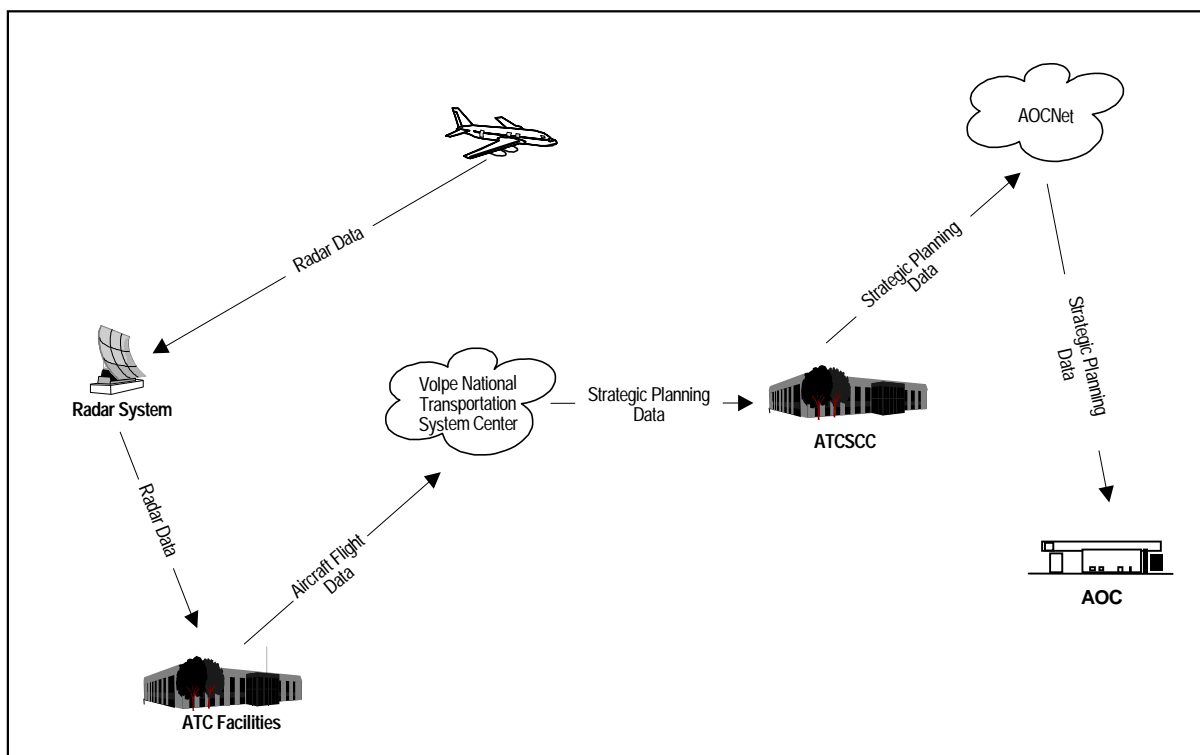 AOCNet
Radar Data
Strategic Planning
Data
Strategic Planning
Data
Radar System
Volpe National
Transportation
System Center
Strategic Planning
Data
ATCSCC
Radar Data
Aircraft Flight
Data
AOC
ATC Facilities